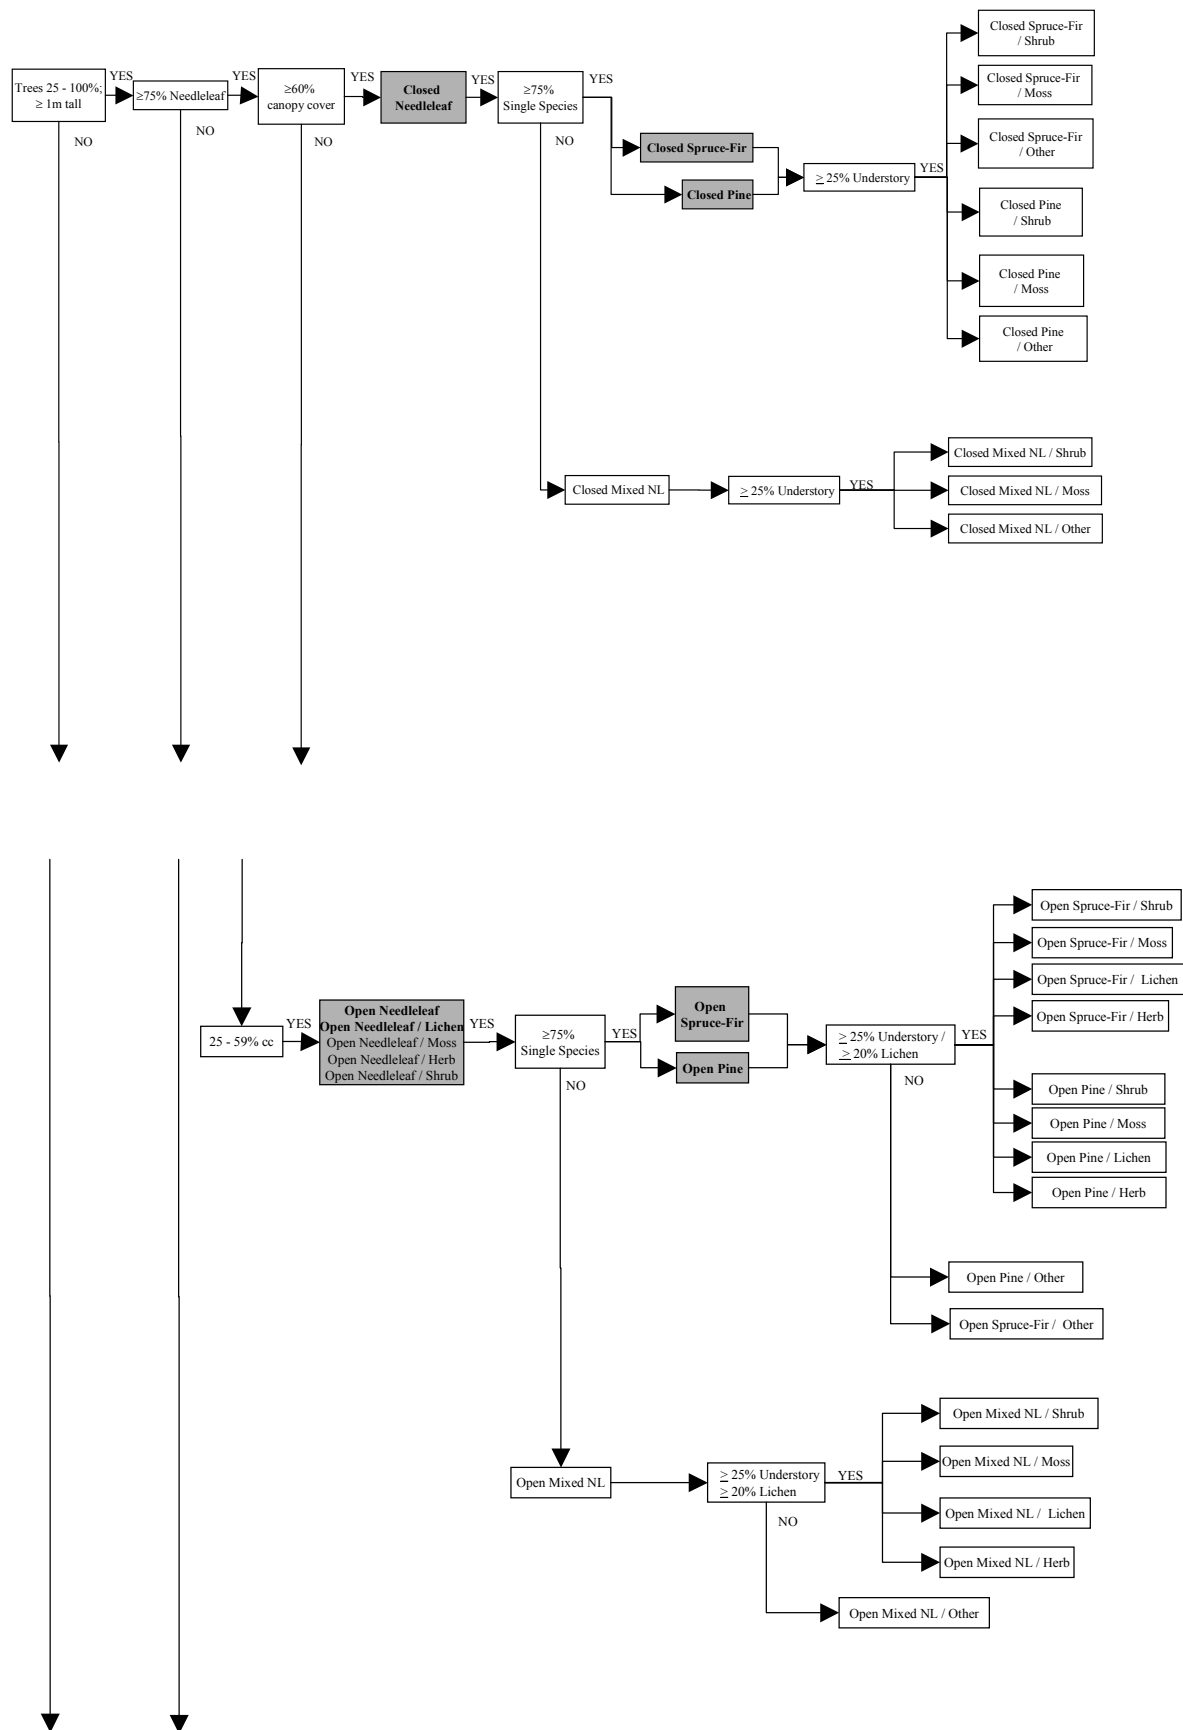 Trees 25 - 100%;
≥ 1m tall
YES
NO
≥75% Needleleaf
YES
NO
≥60%
canopy cover
YES
NO
Closed
Needleleaf
YES
≥75%
Single Species
YES
NO
Closed Spruce-Fir
Closed Pine
≥ 25% Understory
YES
Closed Spruce-Fir
/ Shrub
Closed Spruce-Fir
/ Moss
Closed Spruce-Fir
/ Other
Closed Pine
/ Shrub
Closed Pine
/ Moss
Closed Pine
/ Other
Closed Mixed NL
≥ 25% Understory
YES
Closed Mixed NL / Shrub
Closed Mixed NL / Moss
Closed Mixed NL / Other
25 - 59% cc
YES
Open Needleleaf
Open Needleleaf / Lichen
Open Needleleaf / Moss
Open Needleleaf / Herb
Open Needleleaf / Shrub
YES
≥75%
Single Species
YES
NO
Open
Spruce-Fir
Open Pine
≥ 25% Understory /
≥ 20% Lichen
YES
NO
Open Spruce-Fir / Shrub
Open Spruce-Fir / Moss
Open Spruce-Fir / Lichen
Open Spruce-Fir / Herb
Open Pine / Shrub
Open Pine / Moss
Open Pine / Lichen
Open Pine / Herb
Open Pine / Other
Open Spruce-Fir / Other
Open Mixed NL
≥ 25% Understory
≥ 20% Lichen
YES
NO
Open Mixed NL / Shrub
Open Mixed NL / Moss
Open Mixed NL / Lichen
Open Mixed NL / Herb
Open Mixed NL / Other